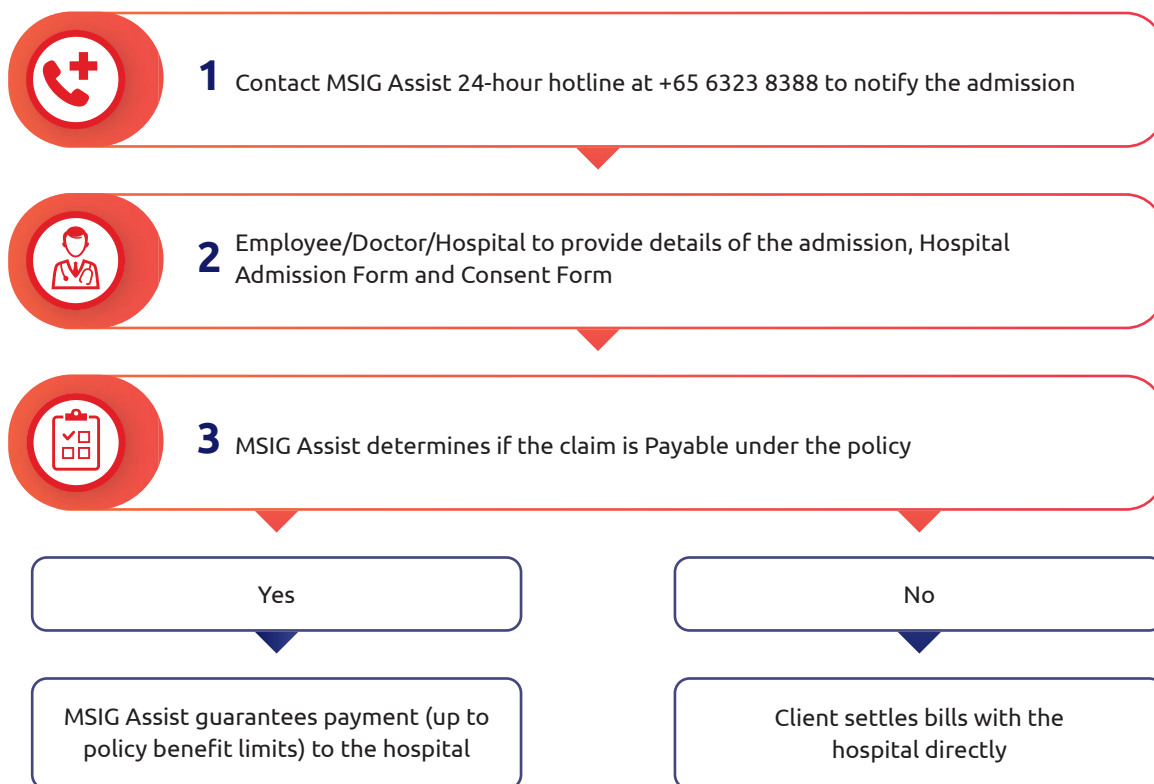 1 Contact MSIG Assist 24-hour hotline at +65 6323 8388 to notify the admission
2 Employee/Doctor/Hospital to provide details of the admission, Hospital
Admission Form and Consent Form
3 MSIG Assist determines if the claim is Payable under the policy
Yes
No
MSIG Assist guarantees payment (up to
policy benefit limits) to the hospital
Client settles bills with the
hospital directly